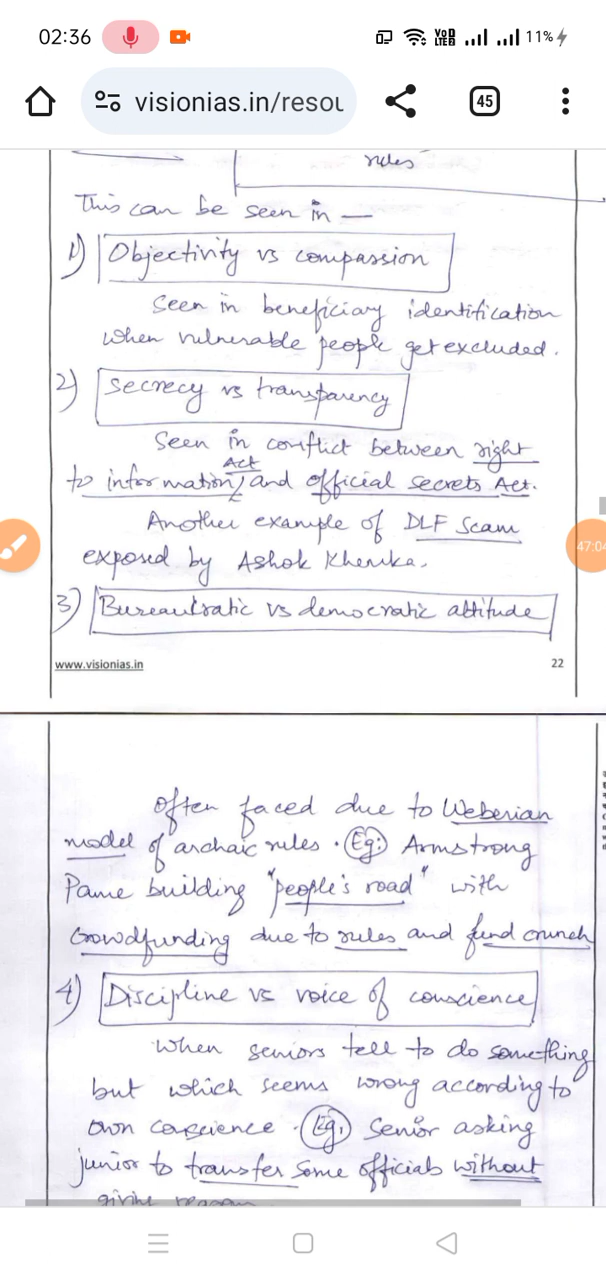 02:36
VoD
LTE
11%
visionias.in/resou
45
rules
This can be seen in —
1) Objectivity vs compassion
Seen in beneficiary identification
when vulnerable people get excluded.
2) secrecy vs transparency
Seen in conflict between right
to information Act, and official secrets Act.
Another example of DLF Scam
exposed by Ashok Khemka.
3) Bureautratic vs democratic attitude
www.visionias.in
22
47:04
Often faced due to Weberian
model of archaic rules. Eg:) Armstrong
Pame building "people's road" with
Crowdfunding due to rules and fund crunch
4) Discipline vs voice of conscience
When seniors tell to do something
but which seems wrong according to
own conscience. Eg:) Senior asking
junior to transfer some officials without
giving reason